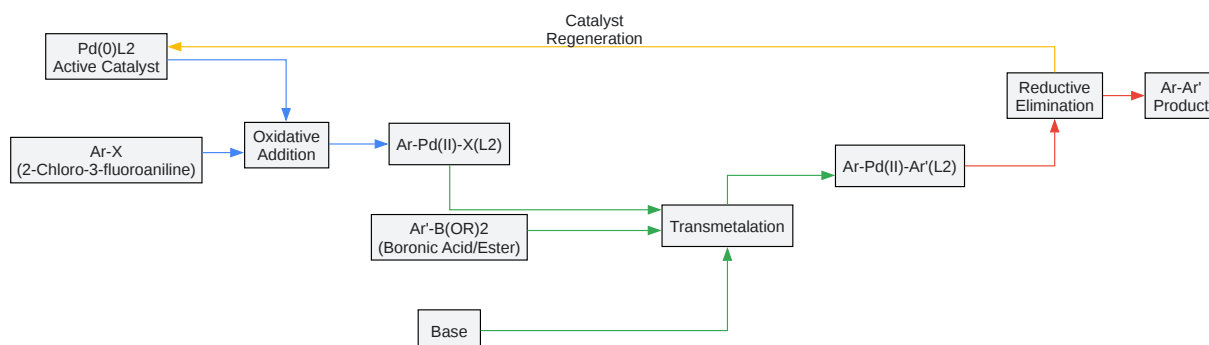 Catalyst
Regeneration
Pd(0)L2
Active Catalyst
Ar-X
(2-Chloro-3-fluoroaniline)
Oxidative
Addition
Ar-Pd(II)-X(L2)
Ar'-B(OR)2
(Boronic Acid/Ester)
Base
Transmetalation
Ar-Pd(II)-Ar'(L2)
Reductive
Elimination
Ar-Ar'
Product